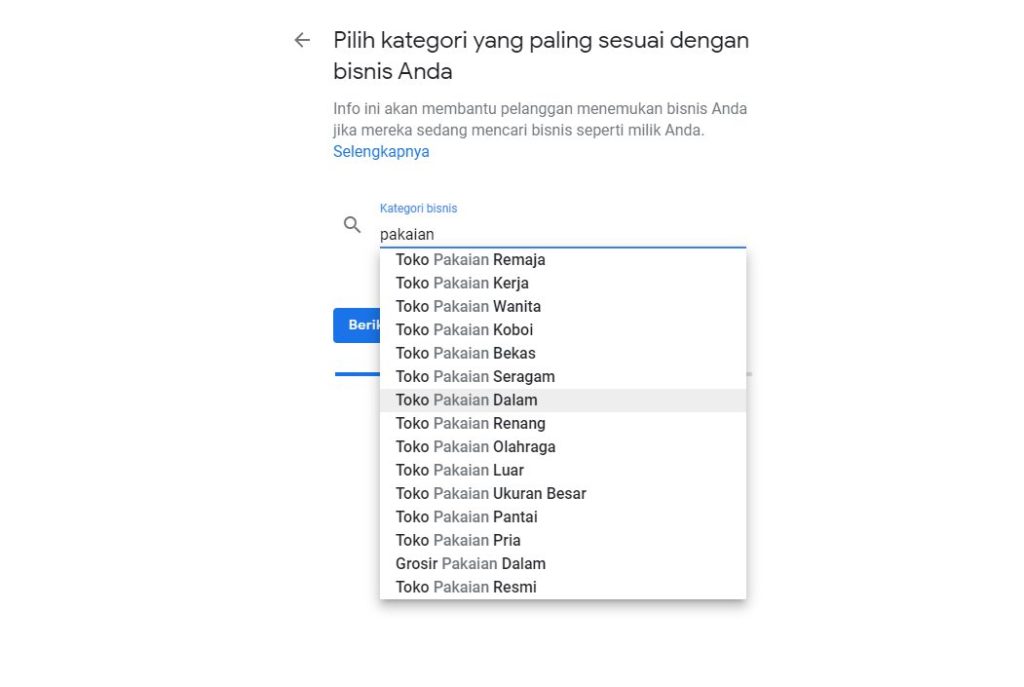 Pilih kategori yang paling sesuai dengan
bisnis Anda
Info ini akan membantu pelanggan menemukan bisnis Anda
jika mereka sedang mencari bisnis seperti milik Anda.
Selengkapnya
Kategori bisnis
pakaian
Toko Pakaian Remaja
Toko Pakaian Kerja
Toko Pakaian Wanita
Toko Pakaian Koboi
Berik
Toko Pakaian Bekas
Toko Pakaian Seragam
Toko Pakaian Dalam
Toko Pakaian Renang
Toko Pakaian Olahraga
Toko Pakaian Luar
Toko Pakaian Ukuran Besar
Toko Pakaian Pantai
Toko Pakaian Pria
Grosir Pakaian Dalam
Toko Pakaian Resmi